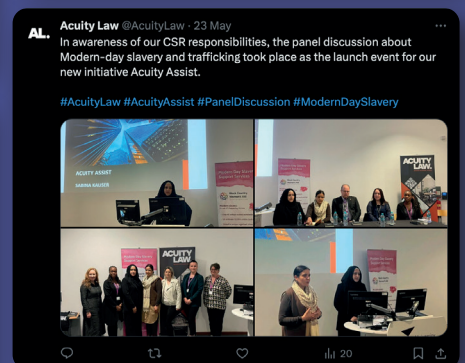 AL.
Acuity Law @AcuityLaw · 23 May
In awareness of our CSR responsibilities, the panel discussion about
Modern-day slavery and trafficking took place as the launch event for our
new initiative Acuity Assist.
#AcuityLaw #AcuityAssist #PanelDiscussion #ModernDaySlavery
ACUITY ASSIST
ACUITY
LAW.
ACUITY
LAW
20